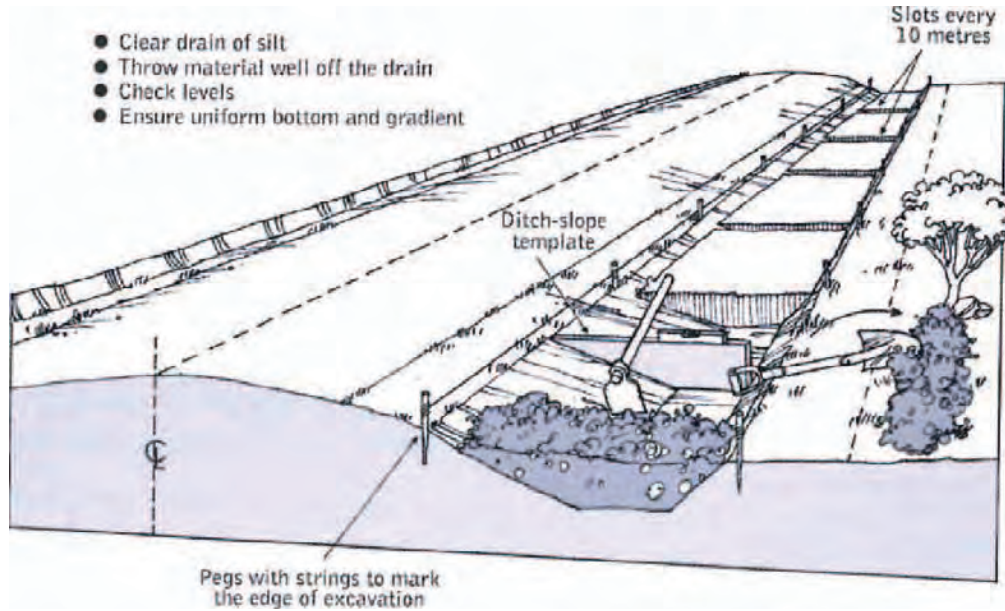 Slots every
10 metres
● Clear drain of silt
● Throw material well off the drain
● Check levels
● Ensure uniform bottom and gradient
Ditch-slope
template
℄
Pegs with strings to mark
the edge of excavation